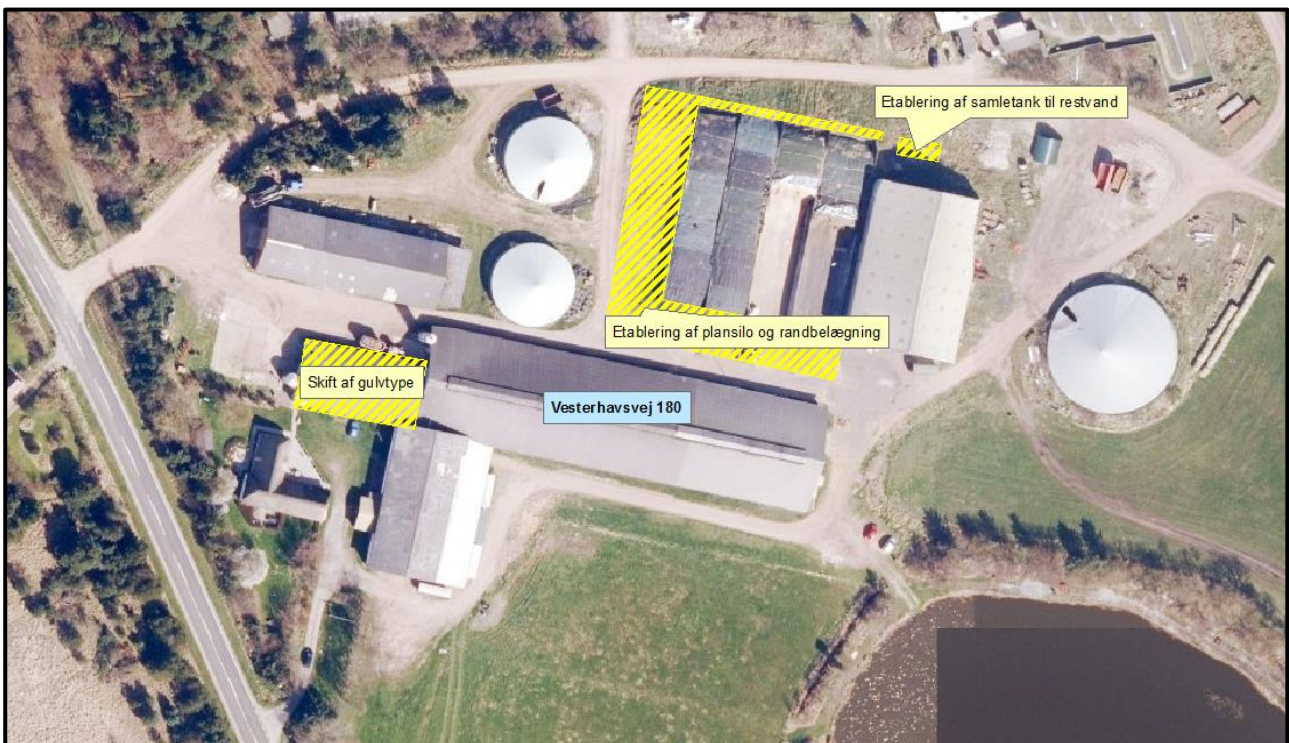 Etablering af samletank til restvand
Etablering af plansilo og randbelægning
Skift af gulvtype
Vesterhavsvej 180